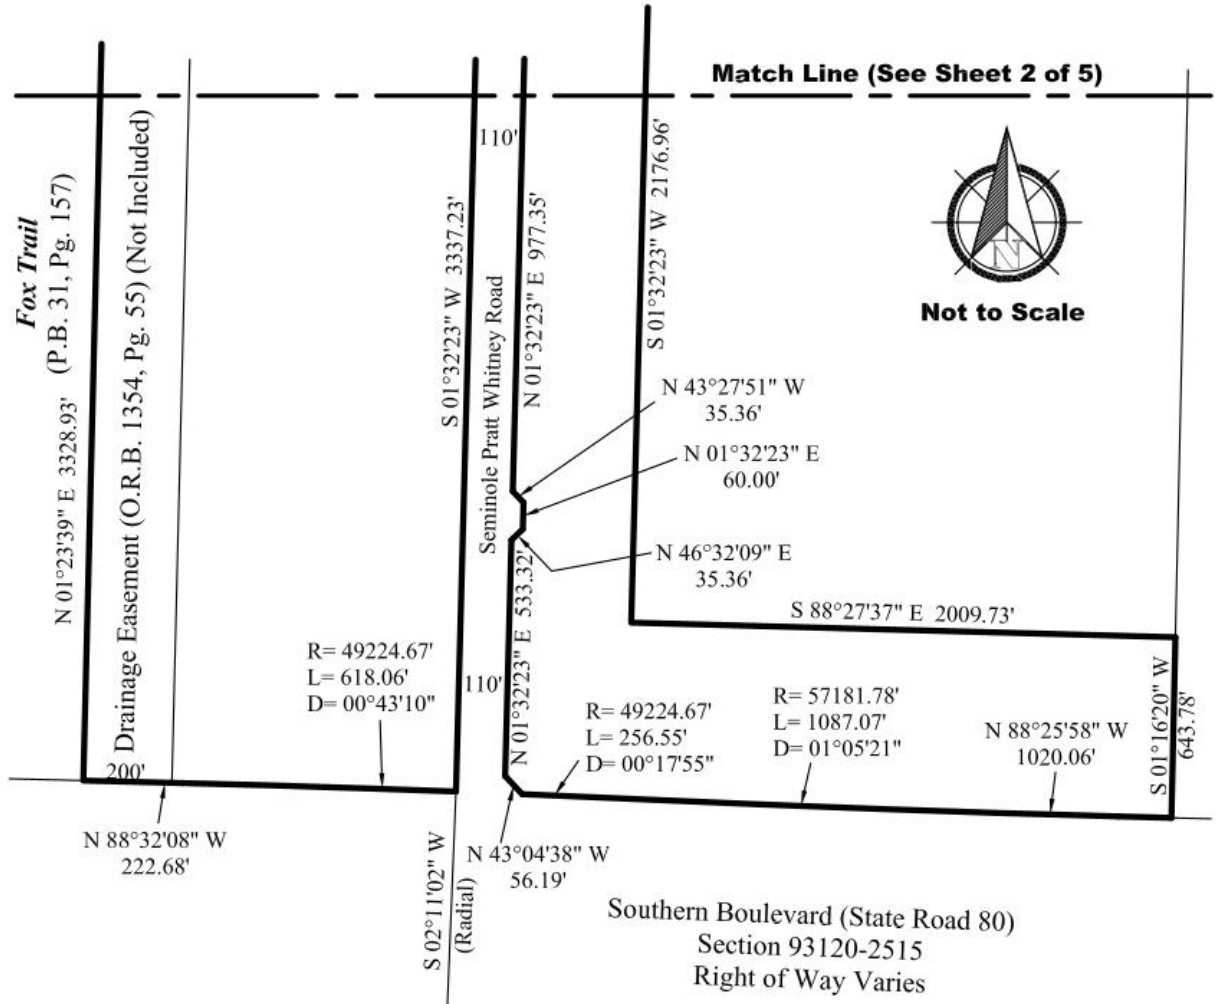 Match Line (See Sheet 2 of 5)
Fox Trail
(P.B. 31, Pg. 157)
N 01°23'39" E 3328.93'
Drainage Easement (O.R.B. 1354, Pg. 55) (Not Included)
200'
S 01°32'23" W 3337.23'
110'
Seminole Pratt Whitney Road
N 01°32'23" E 977.35'
S 01°32'23" W 2176.96'
N
Not to Scale
N 43°27'51" W
35.36'
N 01°32'23" E
60.00'
N 46°32'09" E
35.36'
N 01°32'23" E 533.32'
110'
S 88°27'37" E 2009.73'
S 01°16'20" W
643.78'
R= 49224.67'
L= 618.06'
D= 00°43'10"
R= 49224.67'
L= 256.55'
D= 00°17'55"
R= 57181.78'
L= 1087.07'
D= 01°05'21"
N 88°25'58" W
1020.06'
N 88°32'08" W
222.68'
S 02°11'02" W
(Radial)
N 43°04'38" W
56.19'
Southern Boulevard (State Road 80)
Section 93120-2515
Right of Way Varies